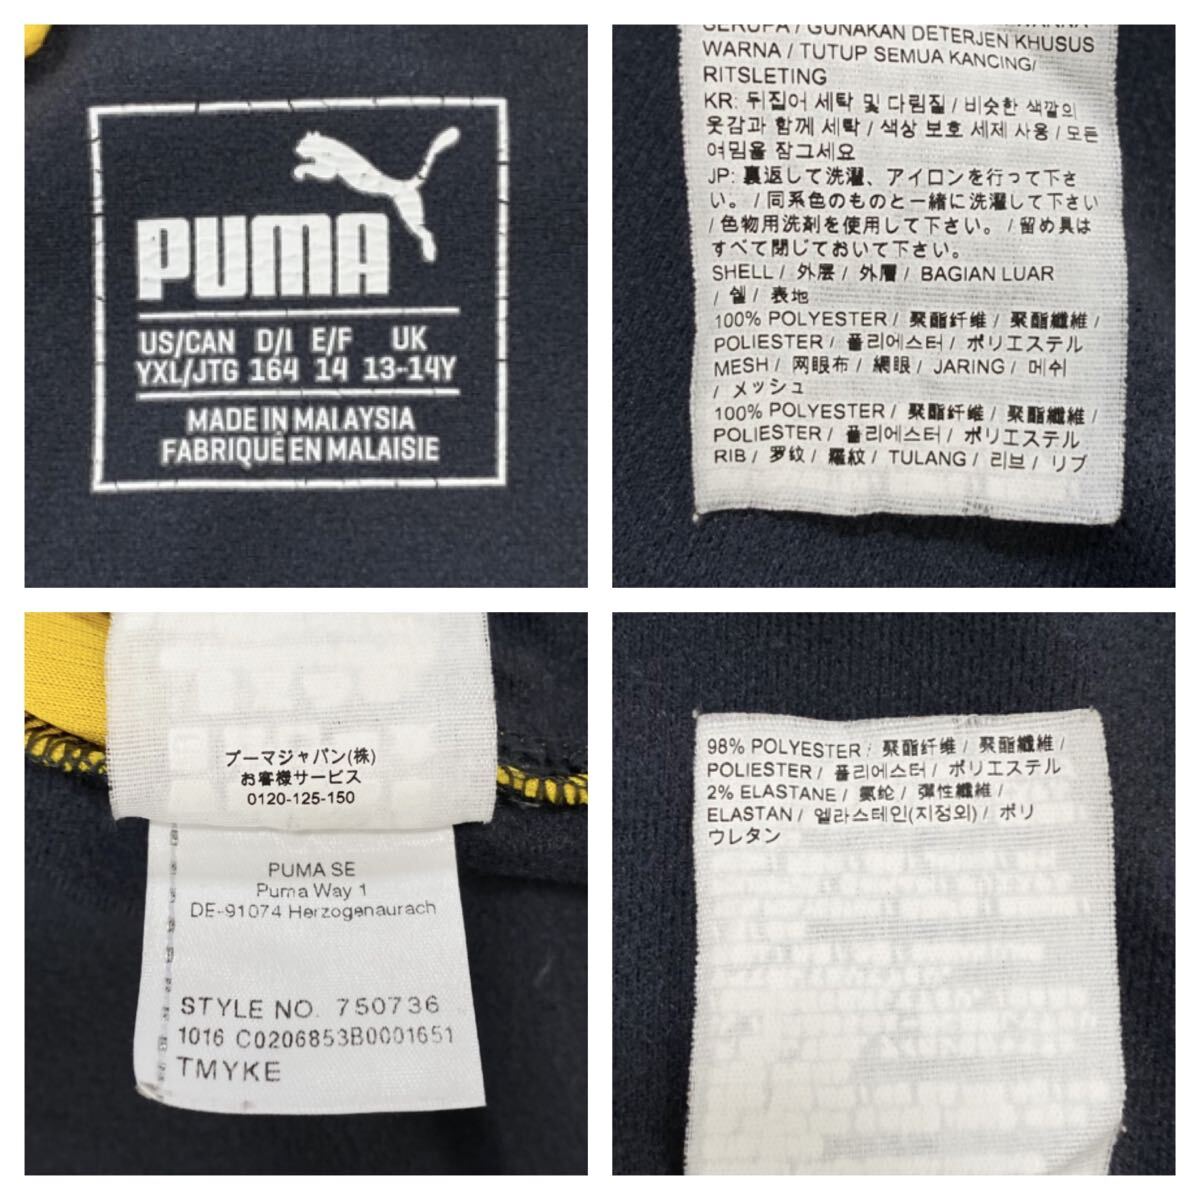 PUMA
US/CAN D/I E/F UK
YXL/JTG 164 14 13-14Y
MADE IN MALAYSIA
FABRIQUÉ EN MALAISIE
SERUPA / GUNAKAN DETERJEN KHUSUS
WARNA / TUTUP SEMUA KANCING/
RITSLETING
KR: 뒤집어 세탁 및 다림질 / 비슷한 색깔의
옷감과 함께 세탁 / 색상 보호 세제 사용 / 모든
여밈을 잠그세요
JP: 裏返して洗濯、アイロンを行って下さ
い。 / 同系色のものと一緒に洗濯して下さい
/ 色物用洗剤を使用して下さい。 / 留め具は
すべて閉じておいて下さい。
SHELL / 外层 / 外層 / BAGIAN LUAR
/ 쉘 / 表地
100% POLYESTER / 聚酯纤维 / 聚酯纖維 /
POLIESTER / 폴리에스터 / ポリエステル
MESH / 网眼布 / 網眼 / JARING / 메쉬
/ メッシュ
100% POLYESTER / 聚酯纤维 / 聚酯纖維 /
POLIESTER / 폴리에스터 / ポリエステル
RIB / 罗纹 / 羅紋 / TULANG / 리브 / リブ
プーマジャパン(株)
お客様サービス
0120-125-150
PUMA SE
Puma Way 1
DE-91074 Herzogenaurach
STYLE NO. 750736
1016 C0206853B0001651
TMYKE
98% POLYESTER / 聚酯纤维 / 聚酯纖維 /
POLIESTER / 폴리에스터 / ポリエステル
2% ELASTANE / 氨纶 / 彈性纖維 /
ELASTAN / 엘라스테인(지정외) / ポリ
ウレタン